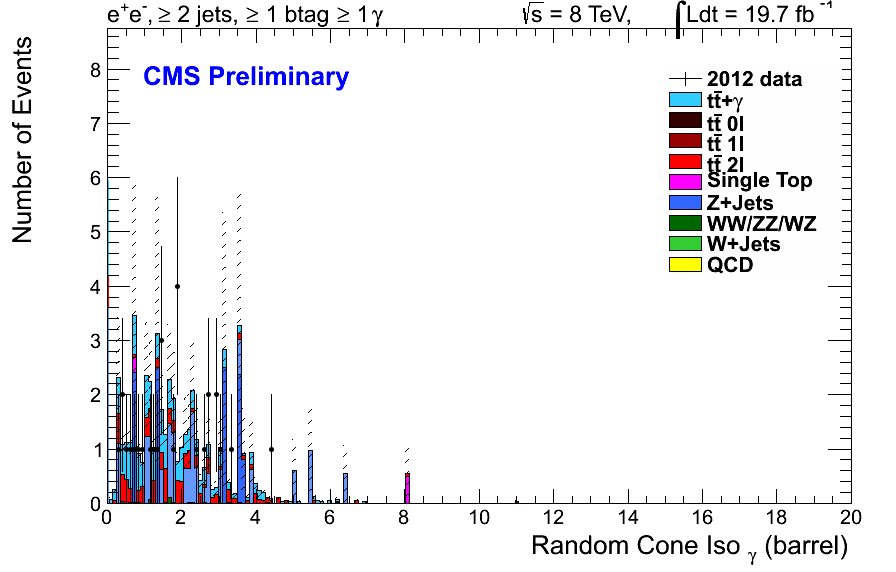 e⁺e⁻, ≥ 2 jets, ≥ 1 btag ≥ 1 γ √s = 8 TeV, ∫Ldt = 19.7 fb⁻¹
CMS Preliminary
Number of Events
2012 data
tt̄+γ
tt̄ 0l
tt̄ 1l
tt̄ 2l
Single Top
Z+Jets
WW/ZZ/WZ
W+Jets
QCD
8
7
6
5
4
3
2
1
0
0 2 4 6 8 10 12 14 16 18 20
Random Cone Iso γ (barrel)